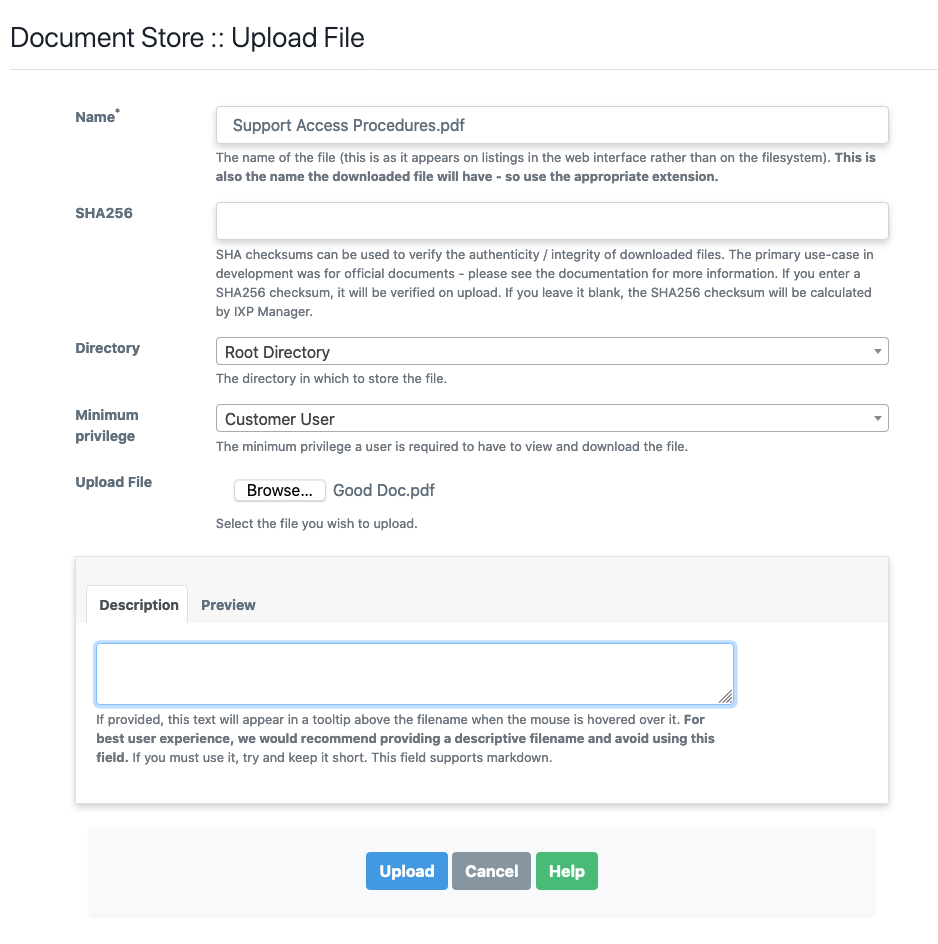 Document Store :: Upload File
Name*
Support Access Procedures.pdf
The name of the file (this is as it appears on listings in the web interface rather than on the filesystem). This is
also the name the downloaded file will have - so use the appropriate extension.
SHA256
SHA checksums can be used to verify the authenticity / integrity of downloaded files. The primary use-case in
development was for official documents - please see the documentation for more information. If you enter a
SHA256 checksum, it will be verified on upload. If you leave it blank, the SHA256 checksum will be calculated
by IXP Manager.
Directory
Root Directory
The directory in which to store the file.
Minimum
privilege
Customer User
The minimum privilege a user is required to have to view and download the file.
Upload File
Browse... Good Doc.pdf
Select the file you wish to upload.
Description Preview
If provided, this text will appear in a tooltip above the filename when the mouse is hovered over it. For
best user experience, we would recommend providing a descriptive filename and avoid using this
field. If you must use it, try and keep it short. This field supports markdown.
Upload Cancel Help